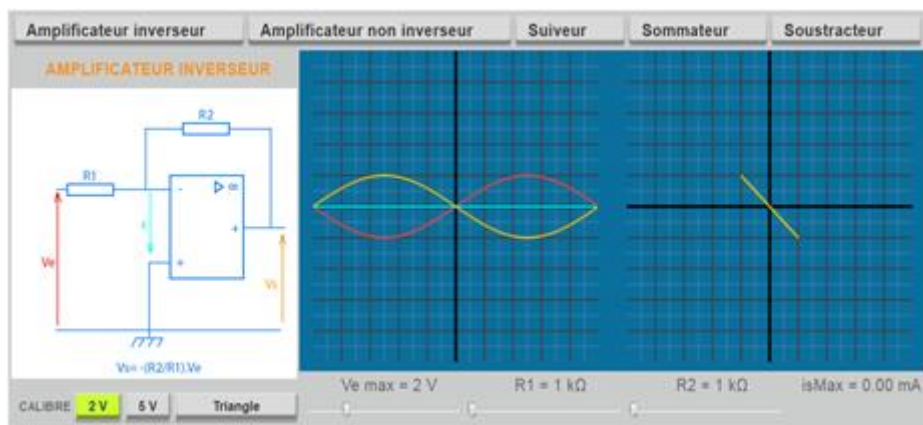 Amplificateur inverseur Amplificateur non inverseur Suiveur Sommateur Soustracteur
AMPLIFICATEUR INVERSEUR
R2
R1
- ▷ ∞
+
+
Ve
Vs
Vs= -(R2/R1).Ve
Ve max = 2 V R1 = 1 kΩ R2 = 1 kΩ isMax = 0.00 mA
CALIBRE 2 V 5 V Triangle